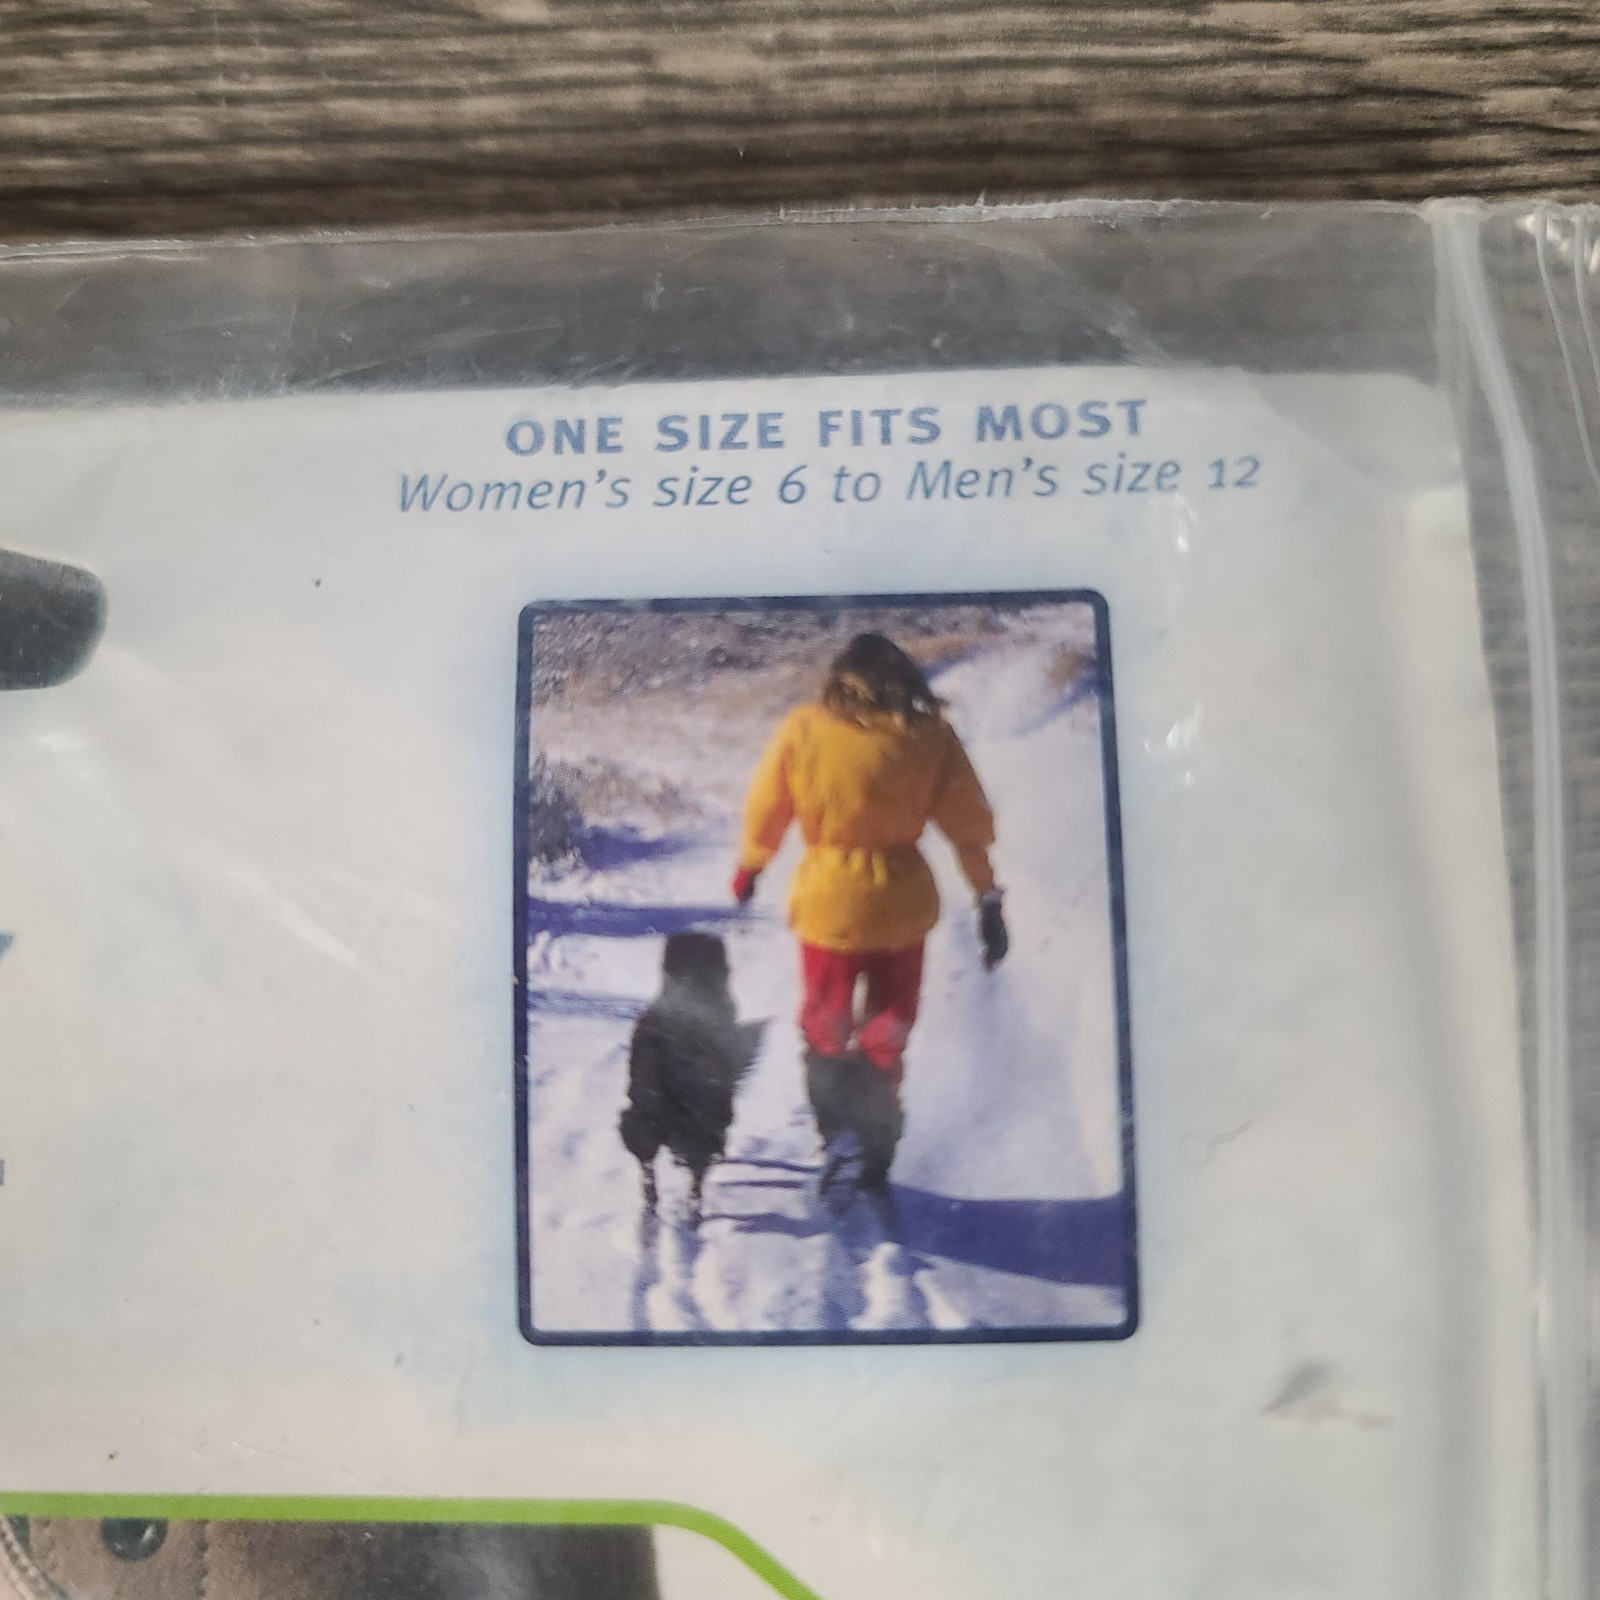 ONE SIZE FITS MOST
Women's size 6 to Men's size 12